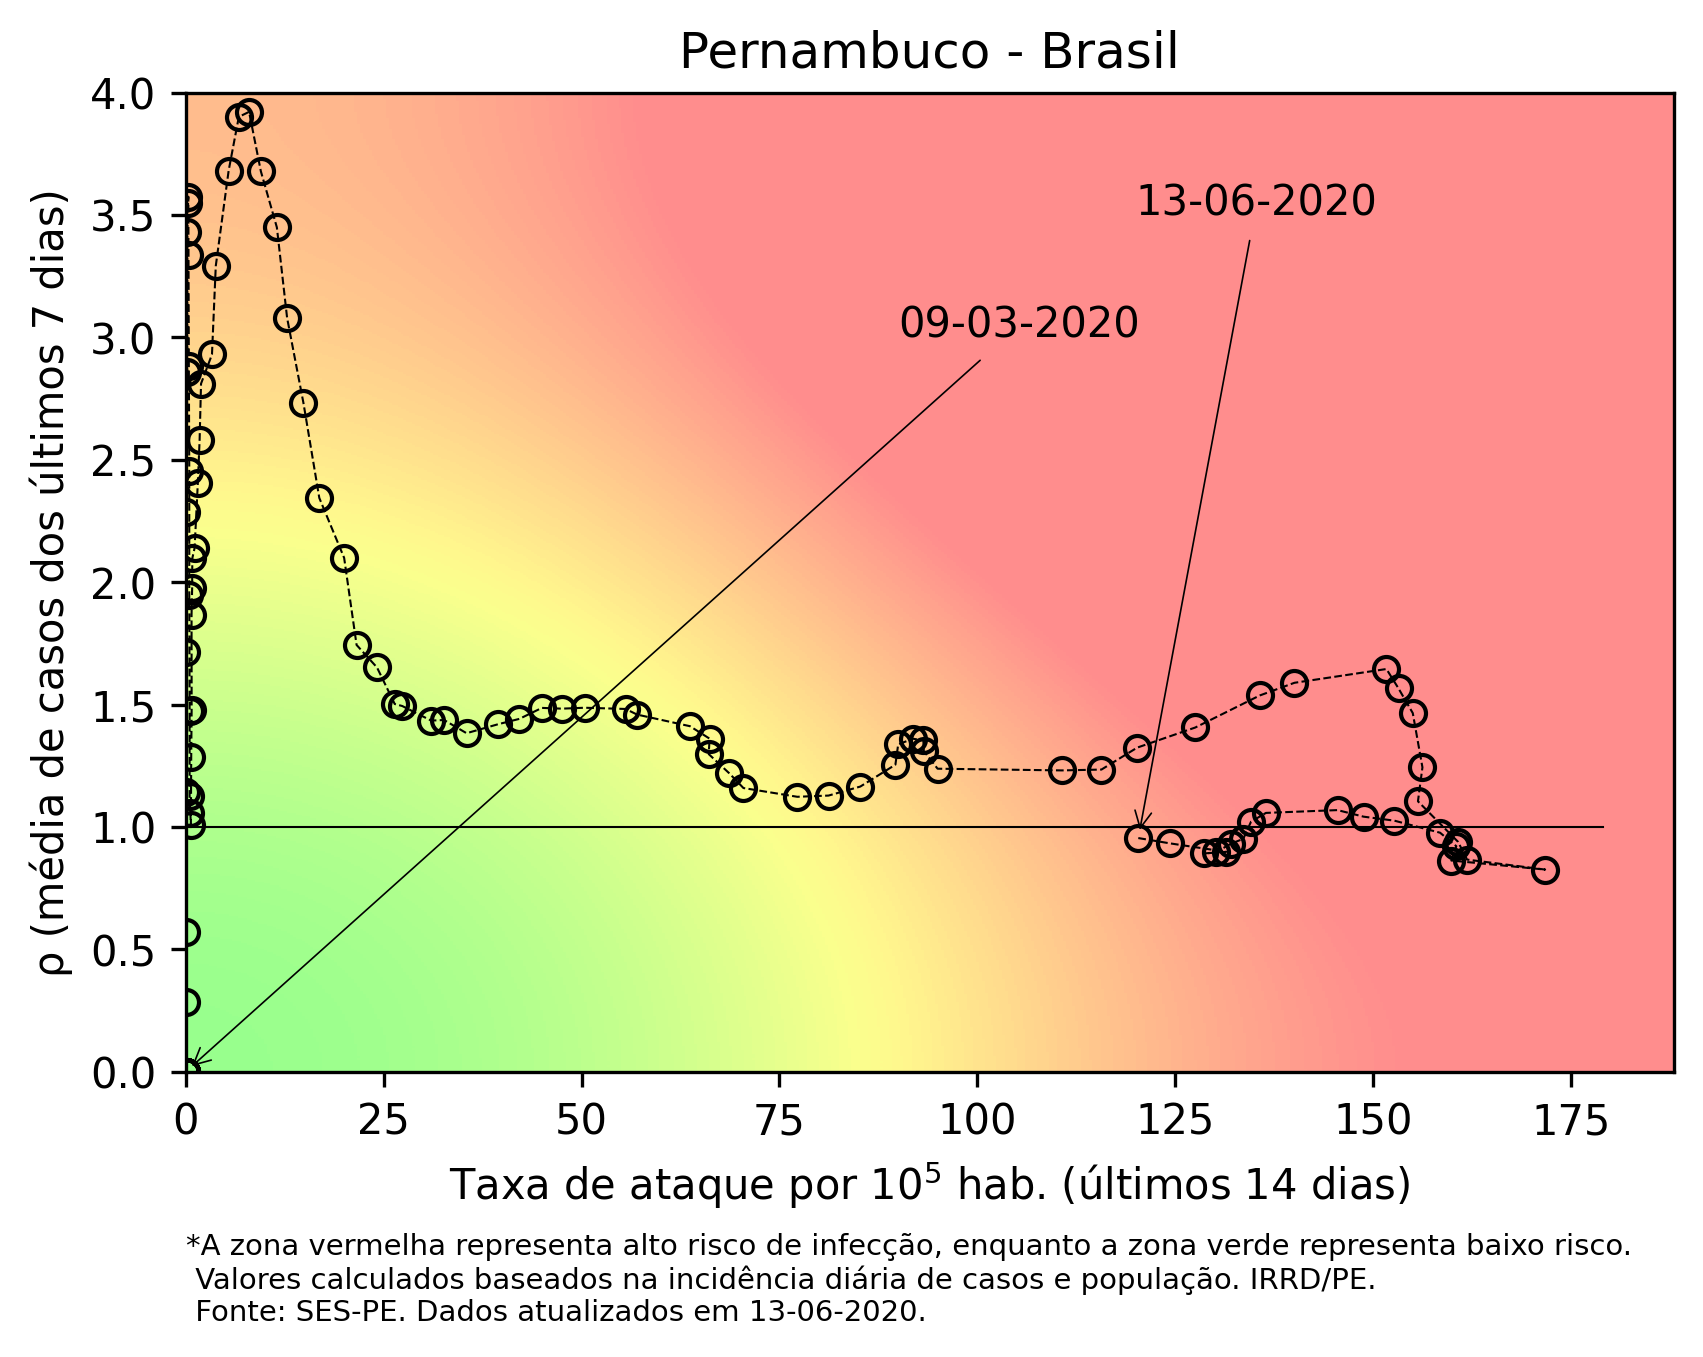 Pernambuco - Brasil
4.0
3.5
3.0
2.5
2.0
1.5
1.0
0.5
0.0
ρ (média de casos dos últimos 7 dias)
13-06-2020
09-03-2020
0 25 50 75 100 125 150 175
Taxa de ataque por 10⁵ hab. (últimos 14 dias)
*A zona vermelha representa alto risco de infecção, enquanto a zona verde representa baixo risco.
Valores calculados baseados na incidência diária de casos e população. IRRD/PE.
Fonte: SES-PE. Dados atualizados em 13-06-2020.